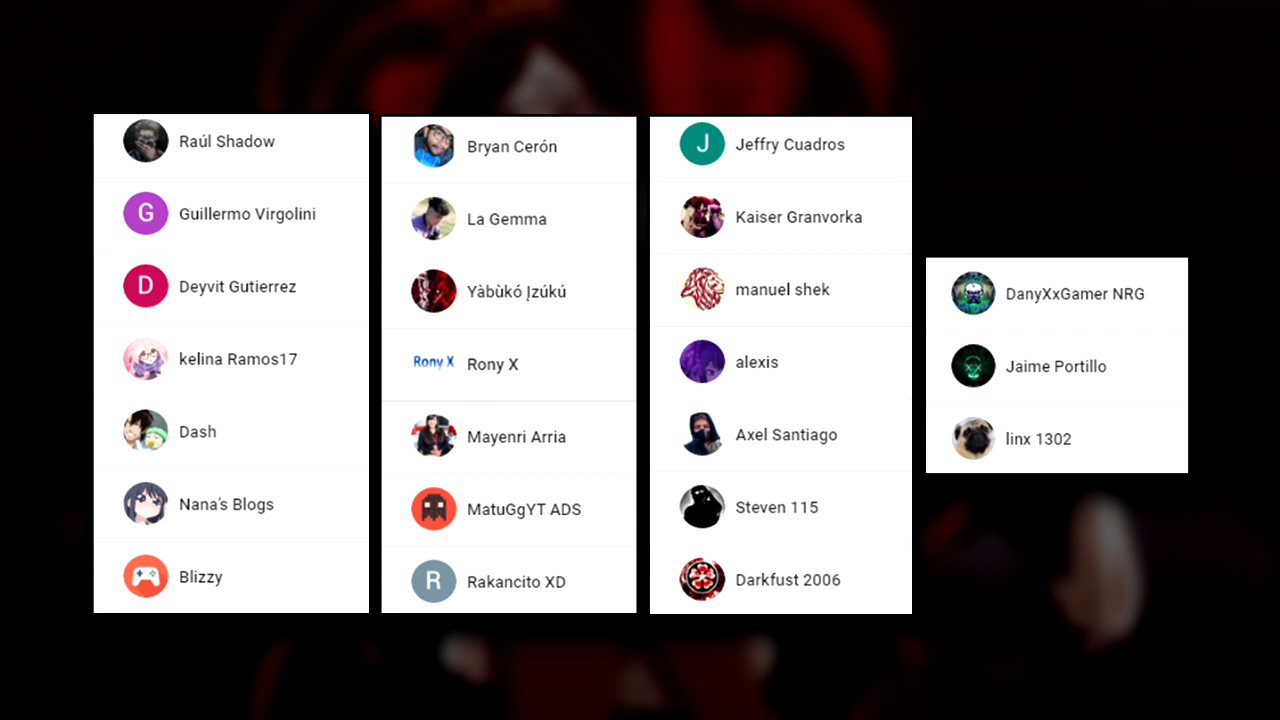 Raúl Shadow
G
Guillermo Virgolini
D
Deyvit Gutierrez
kelina Ramos17
Dash
Nana's Blogs
Blizzy
Bryan Cerón
La Gemma
Yàbùkó Įzúkú
Rony X
Rony X
Mayenri Arria
MatuGgYT ADS
R
Rakancito XD
J
Jeffry Cuadros
Kaiser Granvorka
manuel shek
alexis
Axel Santiago
Steven 115
Darkfust 2006
DanyXxGamer NRG
Jaime Portillo
linx 1302